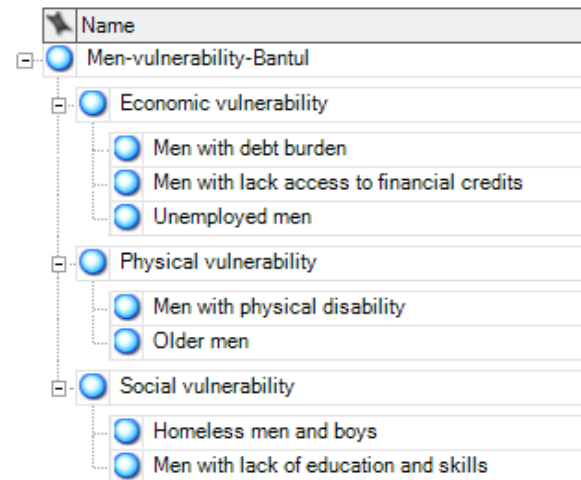 Name
Men-vulnerability-Bantul
Economic vulnerability
Men with debt burden
Men with lack access to financial credits
Unemployed men
Physical vulnerability
Men with physical disability
Older men
Social vulnerability
Homeless men and boys
Men with lack of education and skills